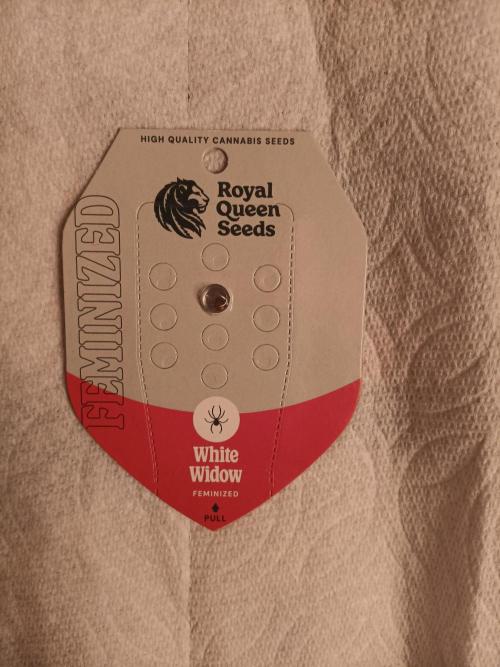 HIGH QUALITY CANNABIS SEEDS
Royal
Queen
Seeds
FEMINIZED
White
Widow
FEMINIZED
PULL